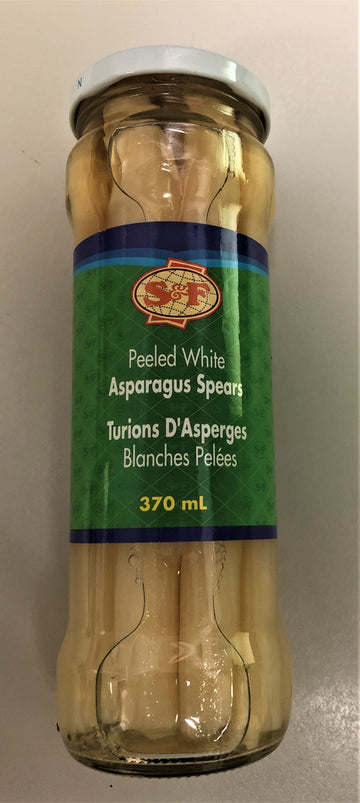 N
S&F
Peeled White
Asparagus Spears
Turions D'Asperges
Blanches Pelées
370 mL